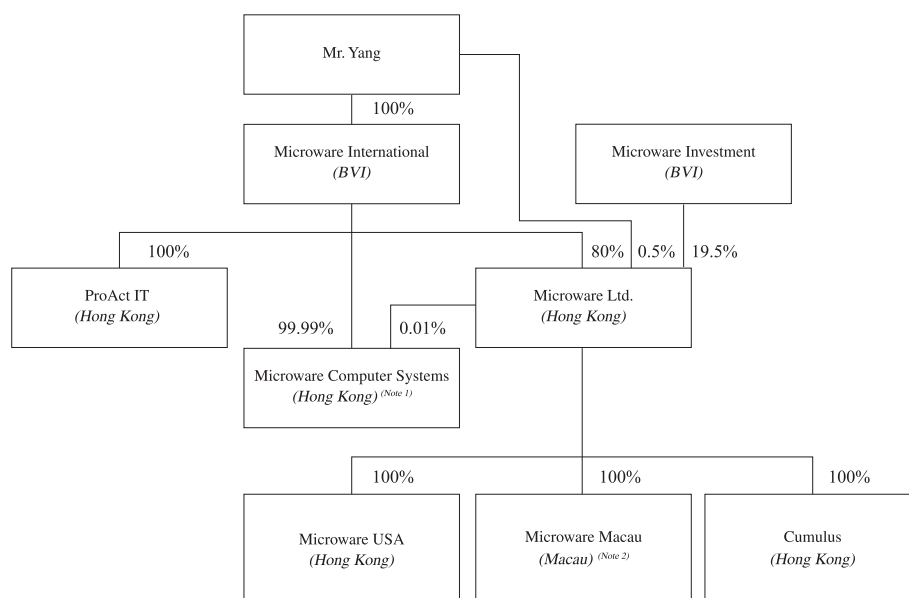 Mr. Yang
100%
Microware International
(BVI)
Microware Investment
(BVI)
100%
80%
0.5%
19.5%
ProAct IT
(Hong Kong)
Microware Ltd.
(Hong Kong)
99.99%
0.01%
Microware Computer Systems
(Hong Kong) (Note 1)
100%
100%
100%
Microware USA
(Hong Kong)
Microware Macau
(Macau) (Note 2)
Cumulus
(Hong Kong)